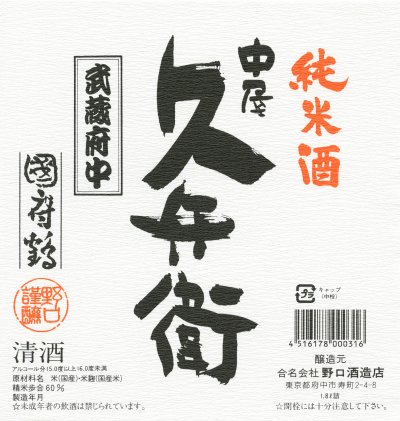 純米酒
中屋
久兵衛
武蔵府中
國府鶴
野口
謹醸
清酒
アルコール分15.0度以上16.0度未満
原材料名 米(国産)・米麹(国産米)
精米歩合60%
製造年月
☆未成年者の飲酒は禁じられています。
プラ
キャップ
(中栓)
4 516178 000316
醸造元
合名会社 野口酒造店
東京都府中市寿町2-4-8
1.8ℓ詰
☆開栓には十分注意して下さい。